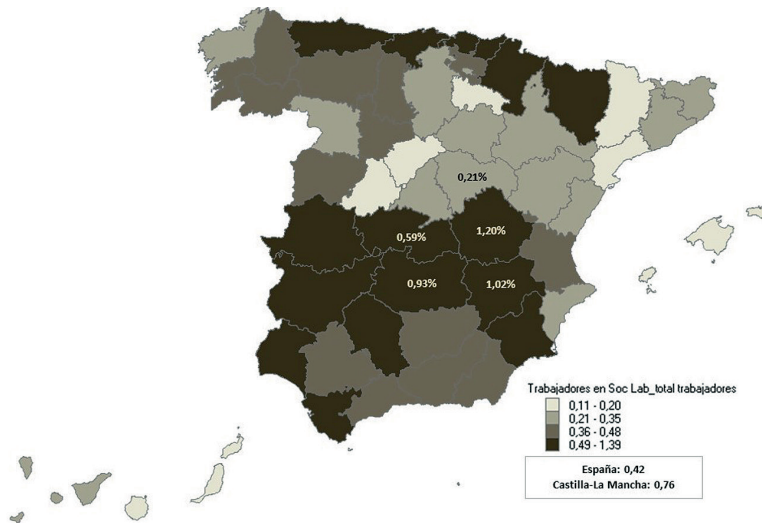 0,21%
0,59%
1,20%
0,93%
1,02%
Trabajadores en Soc Lab_total trabajadores
0,11 - 0,20
0,21 - 0,35
0,36 - 0,48
0,49 - 1,39
España: 0,42
Castilla-La Mancha: 0,76